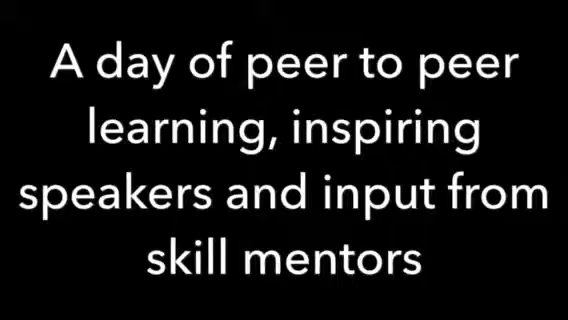 A day of peer to peer
learning, inspiring
speakers and input from
skill mentors